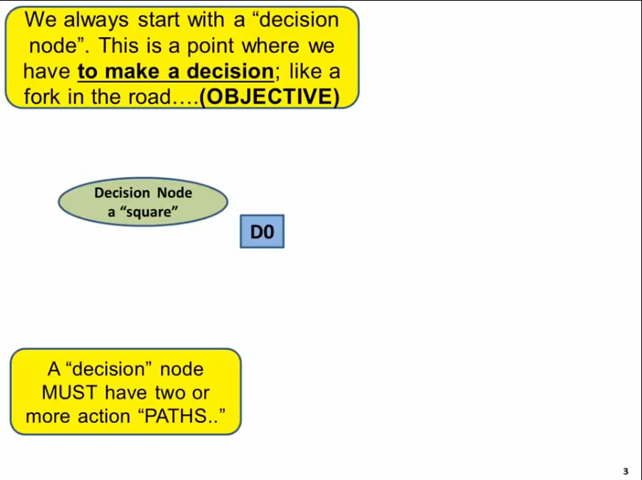 We always start with a “decision
node”. This is a point where we
have to make a decision; like a
fork in the road….(OBJECTIVE)
Decision Node
a “square”
D0
A “decision” node
MUST have two or
more action “PATHS..”
3